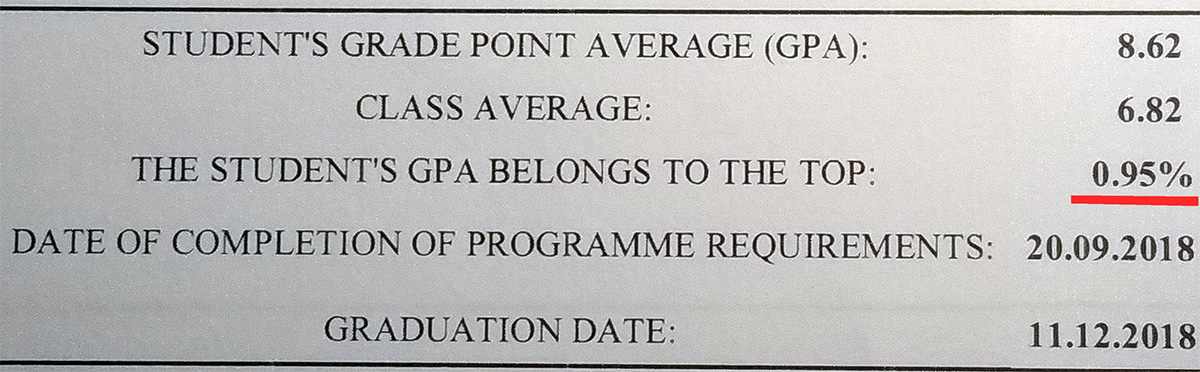 STUDENT'S GRADE POINT AVERAGE (GPA): 8.62
CLASS AVERAGE: 6.82
THE STUDENT'S GPA BELONGS TO THE TOP: 0.95%
DATE OF COMPLETION OF PROGRAMME REQUIREMENTS: 20.09.2018
GRADUATION DATE: 11.12.2018